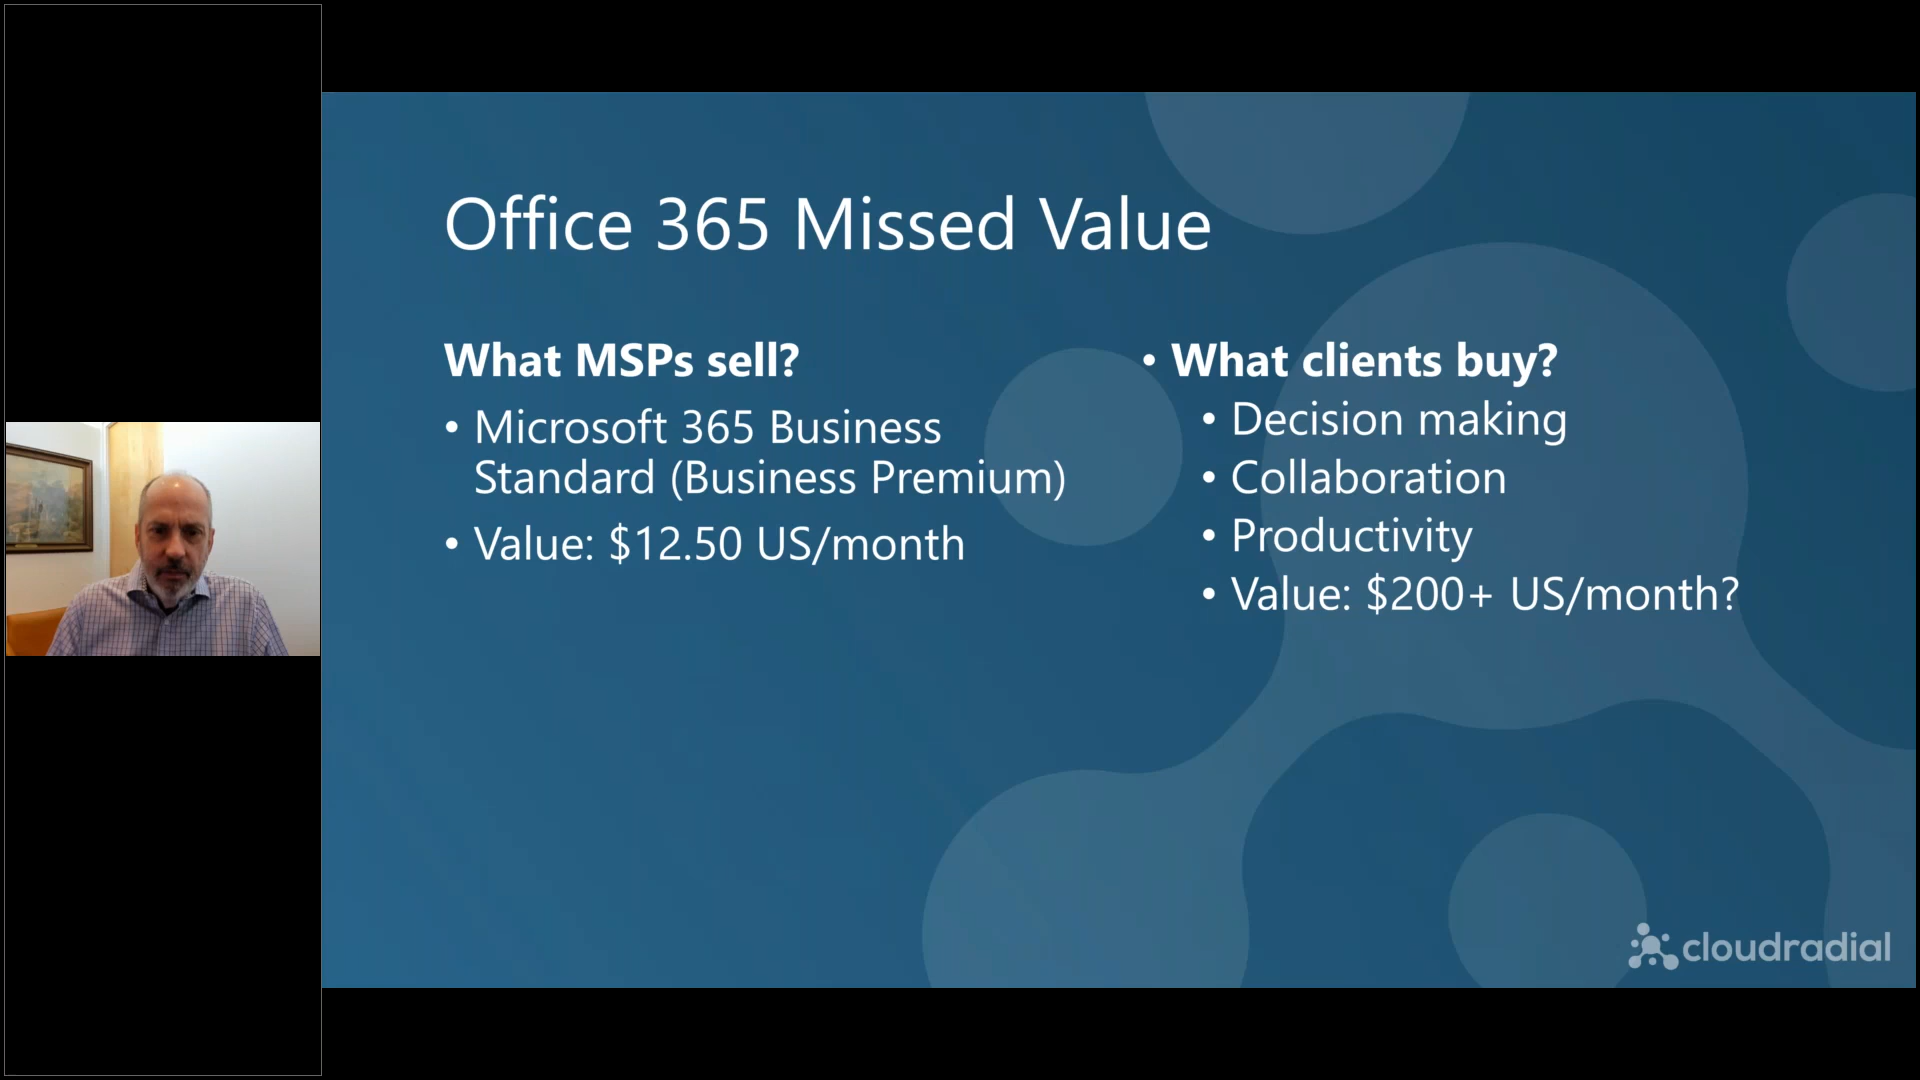 Office 365 Missed Value
What MSPs sell?
• Microsoft 365 Business
Standard (Business Premium)
• Value: $12.50 US/month
• What clients buy?
• Decision making
• Collaboration
• Productivity
• Value: $200+ US/month?
cloudradial